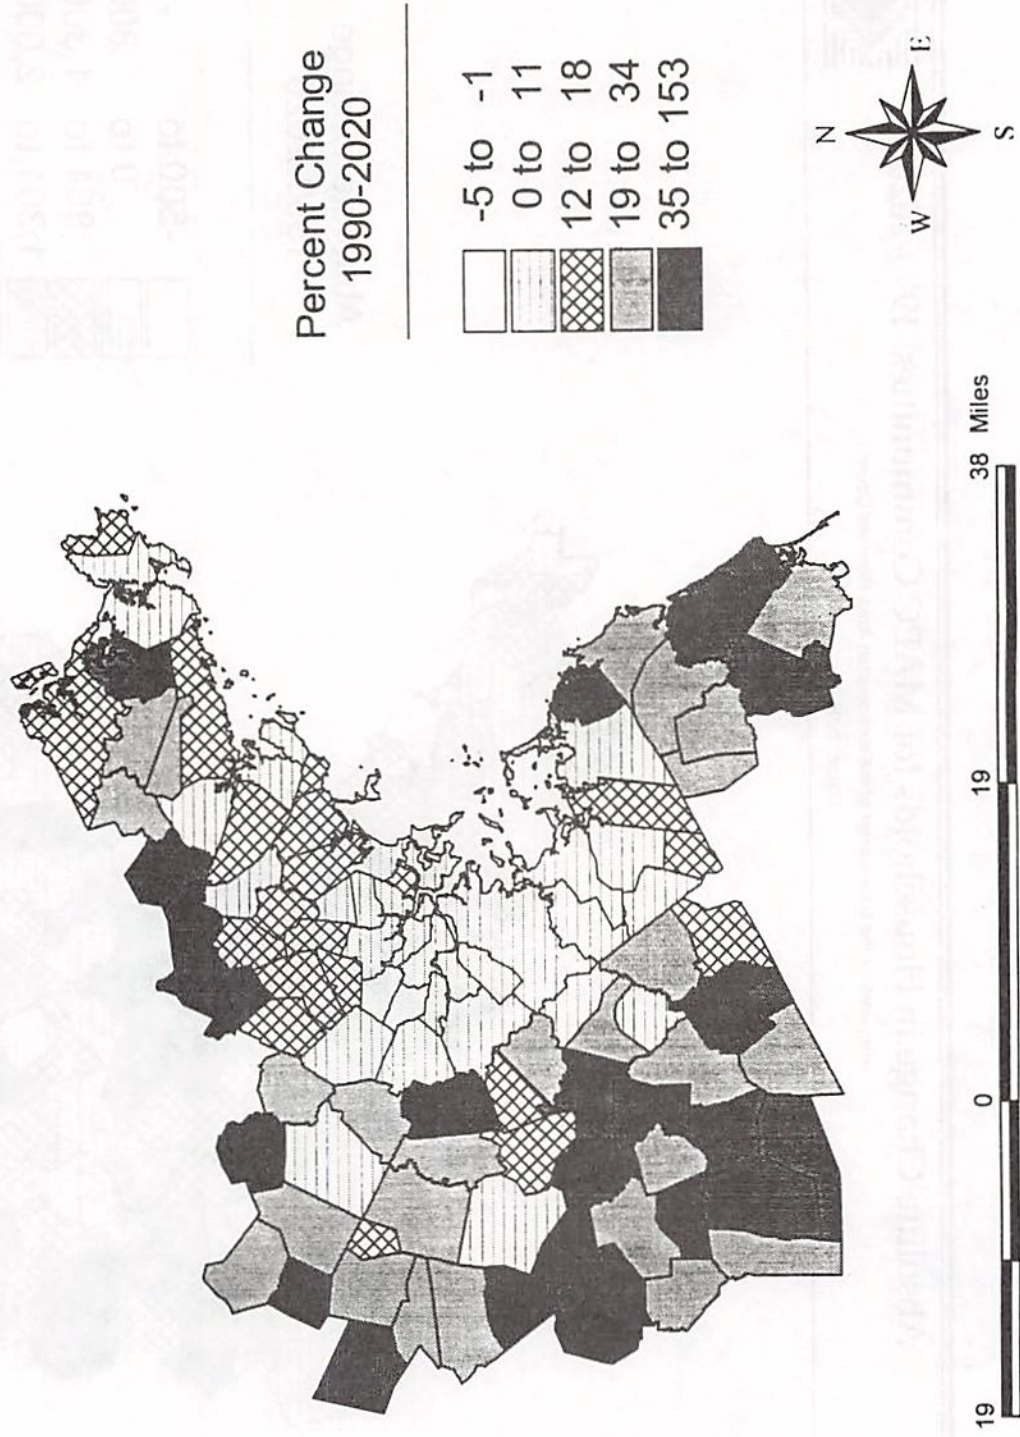 Percent Change
1990-2020
-5 to -1
0 to 11
12 to 18
19 to 34
35 to 153
N
W E
S
19 0 19 38 Miles